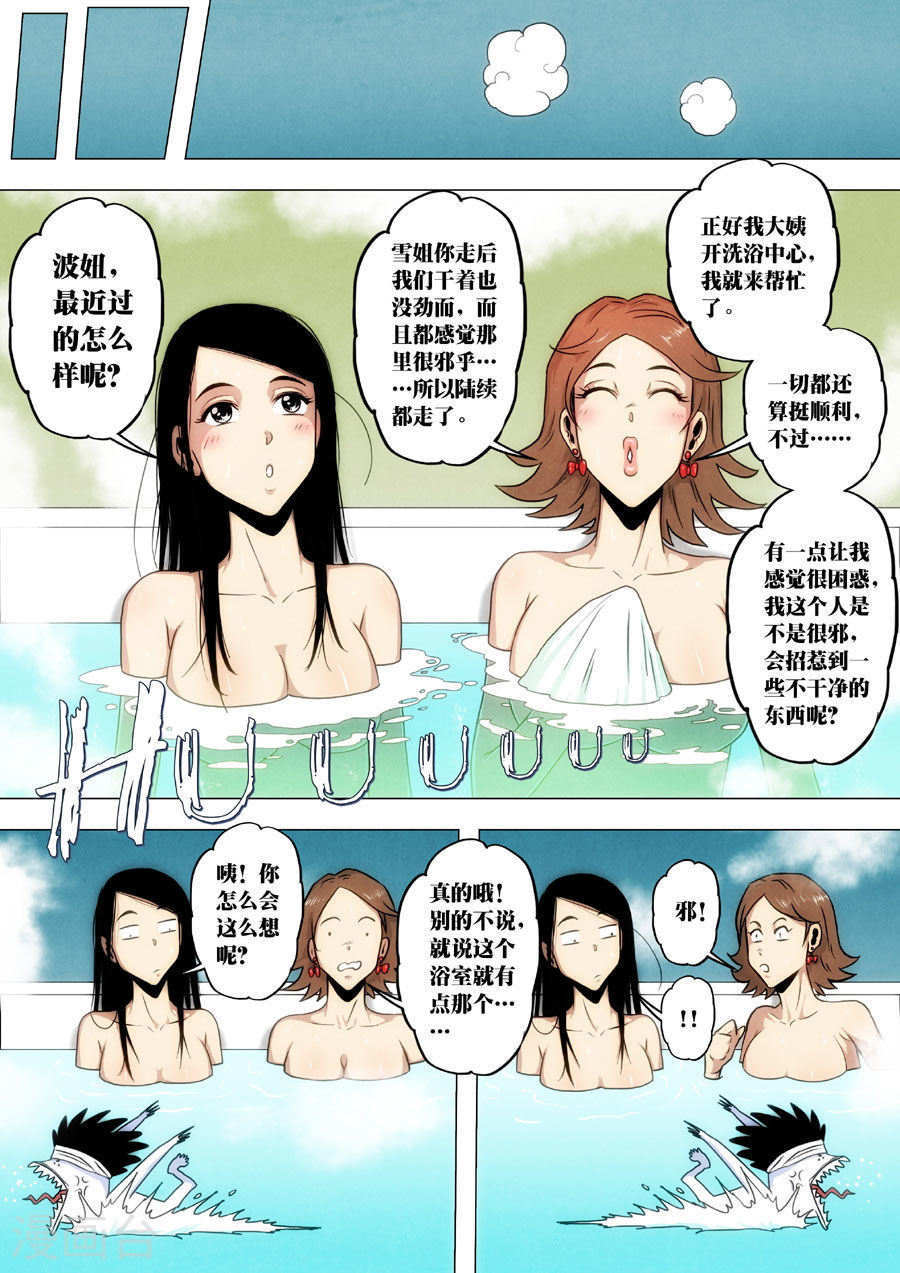 波妞，
最近过
的怎么
样呢？
雪姐你走后
我们干着也
没劲而，而
且都感觉那
里很邪乎……
……所以陆续
都走了。
正好我大姨
开洗浴中心，
我就来帮忙
了。
一切都还
算挺顺利，
不过……
有一点让我
感觉很困惑，
我这个人是
不是很邪，
会招惹到一
些不干净的
东西呢？
HUUUUUU
咦！你
怎么会
这么想
呢？
真的哦！
别的不说，
就说这个
浴室就有
点那个……
……
邪！
！！
漫画台